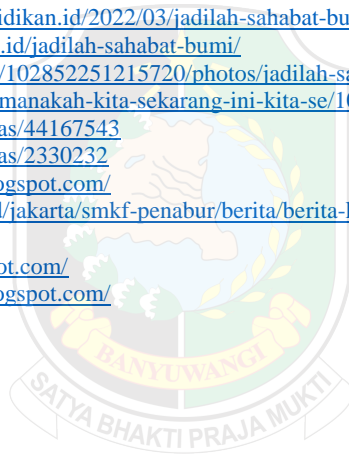 idikan.id/2022/03/jadilah-sahabat-bu
.id/jadilah-sahabat-bumi/
/102852251215720/photos/jadilah-sa
manakah-kita-sekarang-ini-kita-se/10
as/44167543
as/2330232
ogspot.com/
d/jakarta/smkf-penabur/berita/berita-l
ot.com/
ogspot.com/
BANYUWANGI
SATYA BHAKTI PRAJA MUKTI